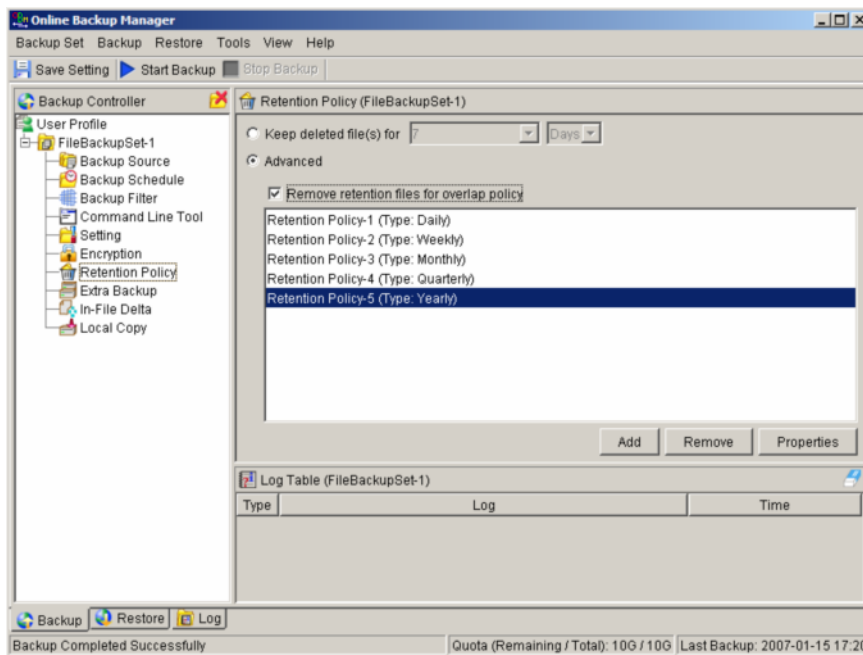 Online Backup Manager
Backup Set Backup Restore Tools View Help
Save Setting Start Backup Stop Backup
Backup Controller
User Profile
FileBackupSet-1
Backup Source
Backup Schedule
Backup Filter
Command Line Tool
Setting
Encryption
Retention Policy
Extra Backup
In-File Delta
Local Copy
Retention Policy (FileBackupSet-1)
Keep deleted file(s) for 7 Days
Advanced
Remove retention files for overlap policy
Retention Policy-1 (Type: Daily)
Retention Policy-2 (Type: Weekly)
Retention Policy-3 (Type: Monthly)
Retention Policy-4 (Type: Quarterly)
Retention Policy-5 (Type: Yearly)
Add Remove Properties
Log Table (FileBackupSet-1)
Type Log Time
Backup Restore Log
Backup Completed Successfully Quota (Remaining / Total): 10G / 10G Last Backup: 2007-01-15 17:20